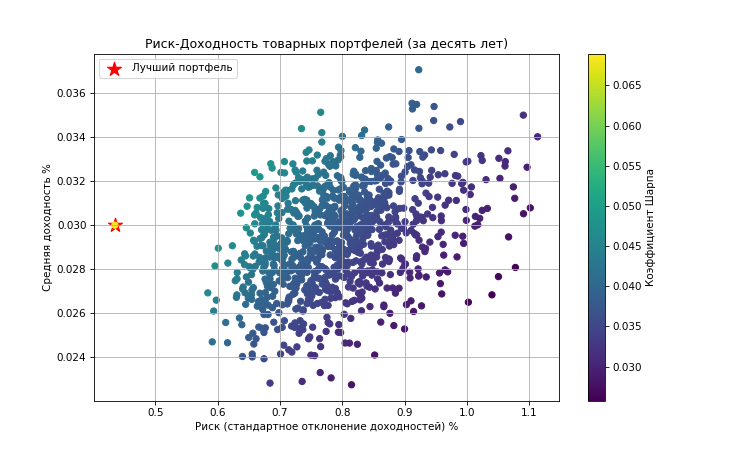 Риск-Доходность товарных портфелей (за десять лет)
Лучший портфель
Средняя доходность %
0.036
0.034
0.032
0.030
0.028
0.026
0.024
0.5 0.6 0.7 0.8 0.9 1.0 1.1
Риск (стандартное отклонение доходностей) %
0.065
0.060
0.055
0.050
0.045
0.040
0.035
0.030
Коэффициент Шарпа